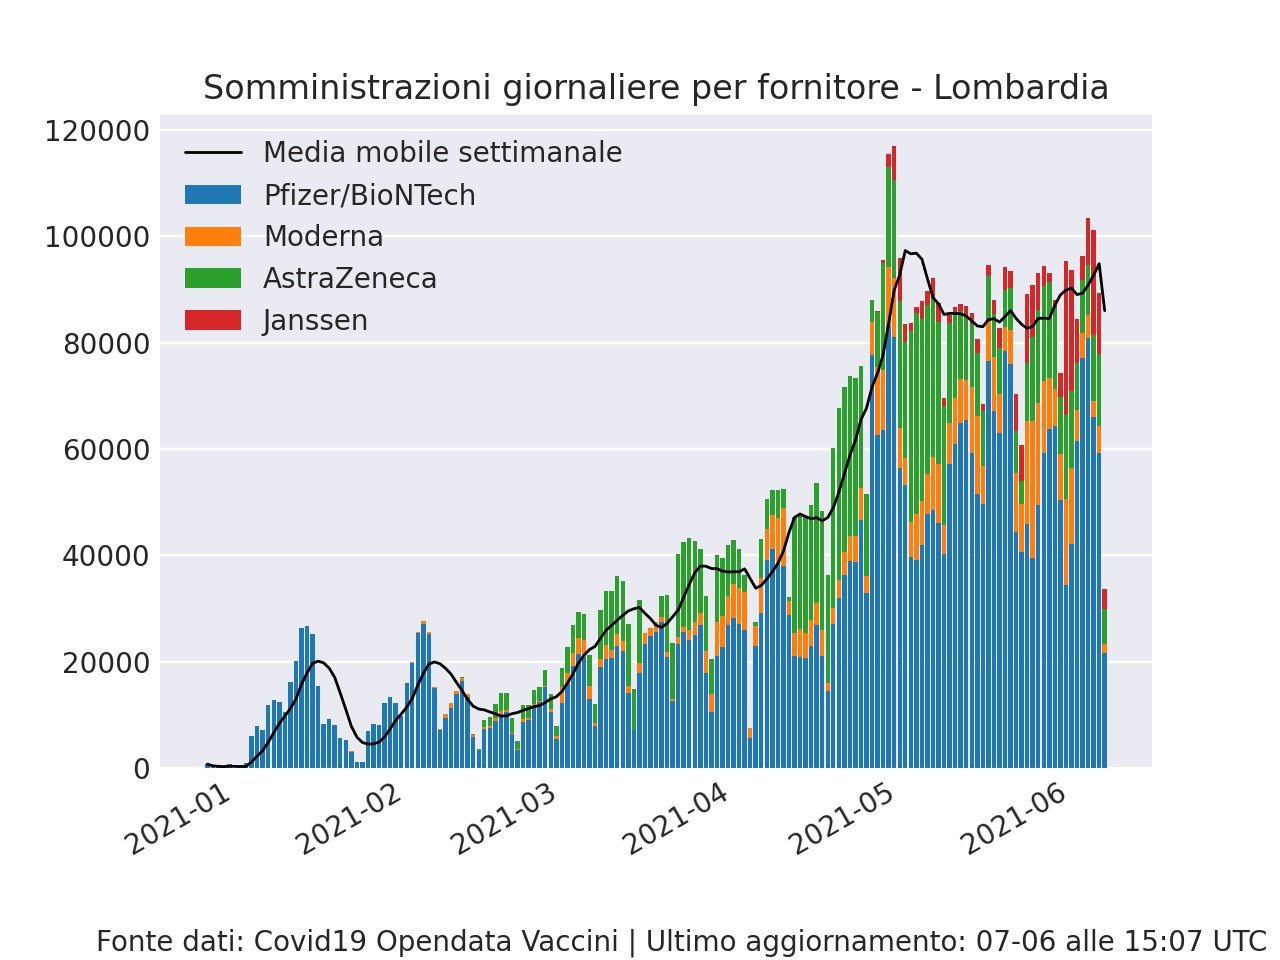 Somministrazioni giornaliere per fornitore - Lombardia
120000
100000
80000
60000
40000
20000
0
Media mobile settimanale
Pfizer/BioNTech
Moderna
AstraZeneca
Janssen
2021-01
2021-02
2021-03
2021-04
2021-05
2021-06
Fonte dati: Covid19 Opendata Vaccini | Ultimo aggiornamento: 07-06 alle 15:07 UTC